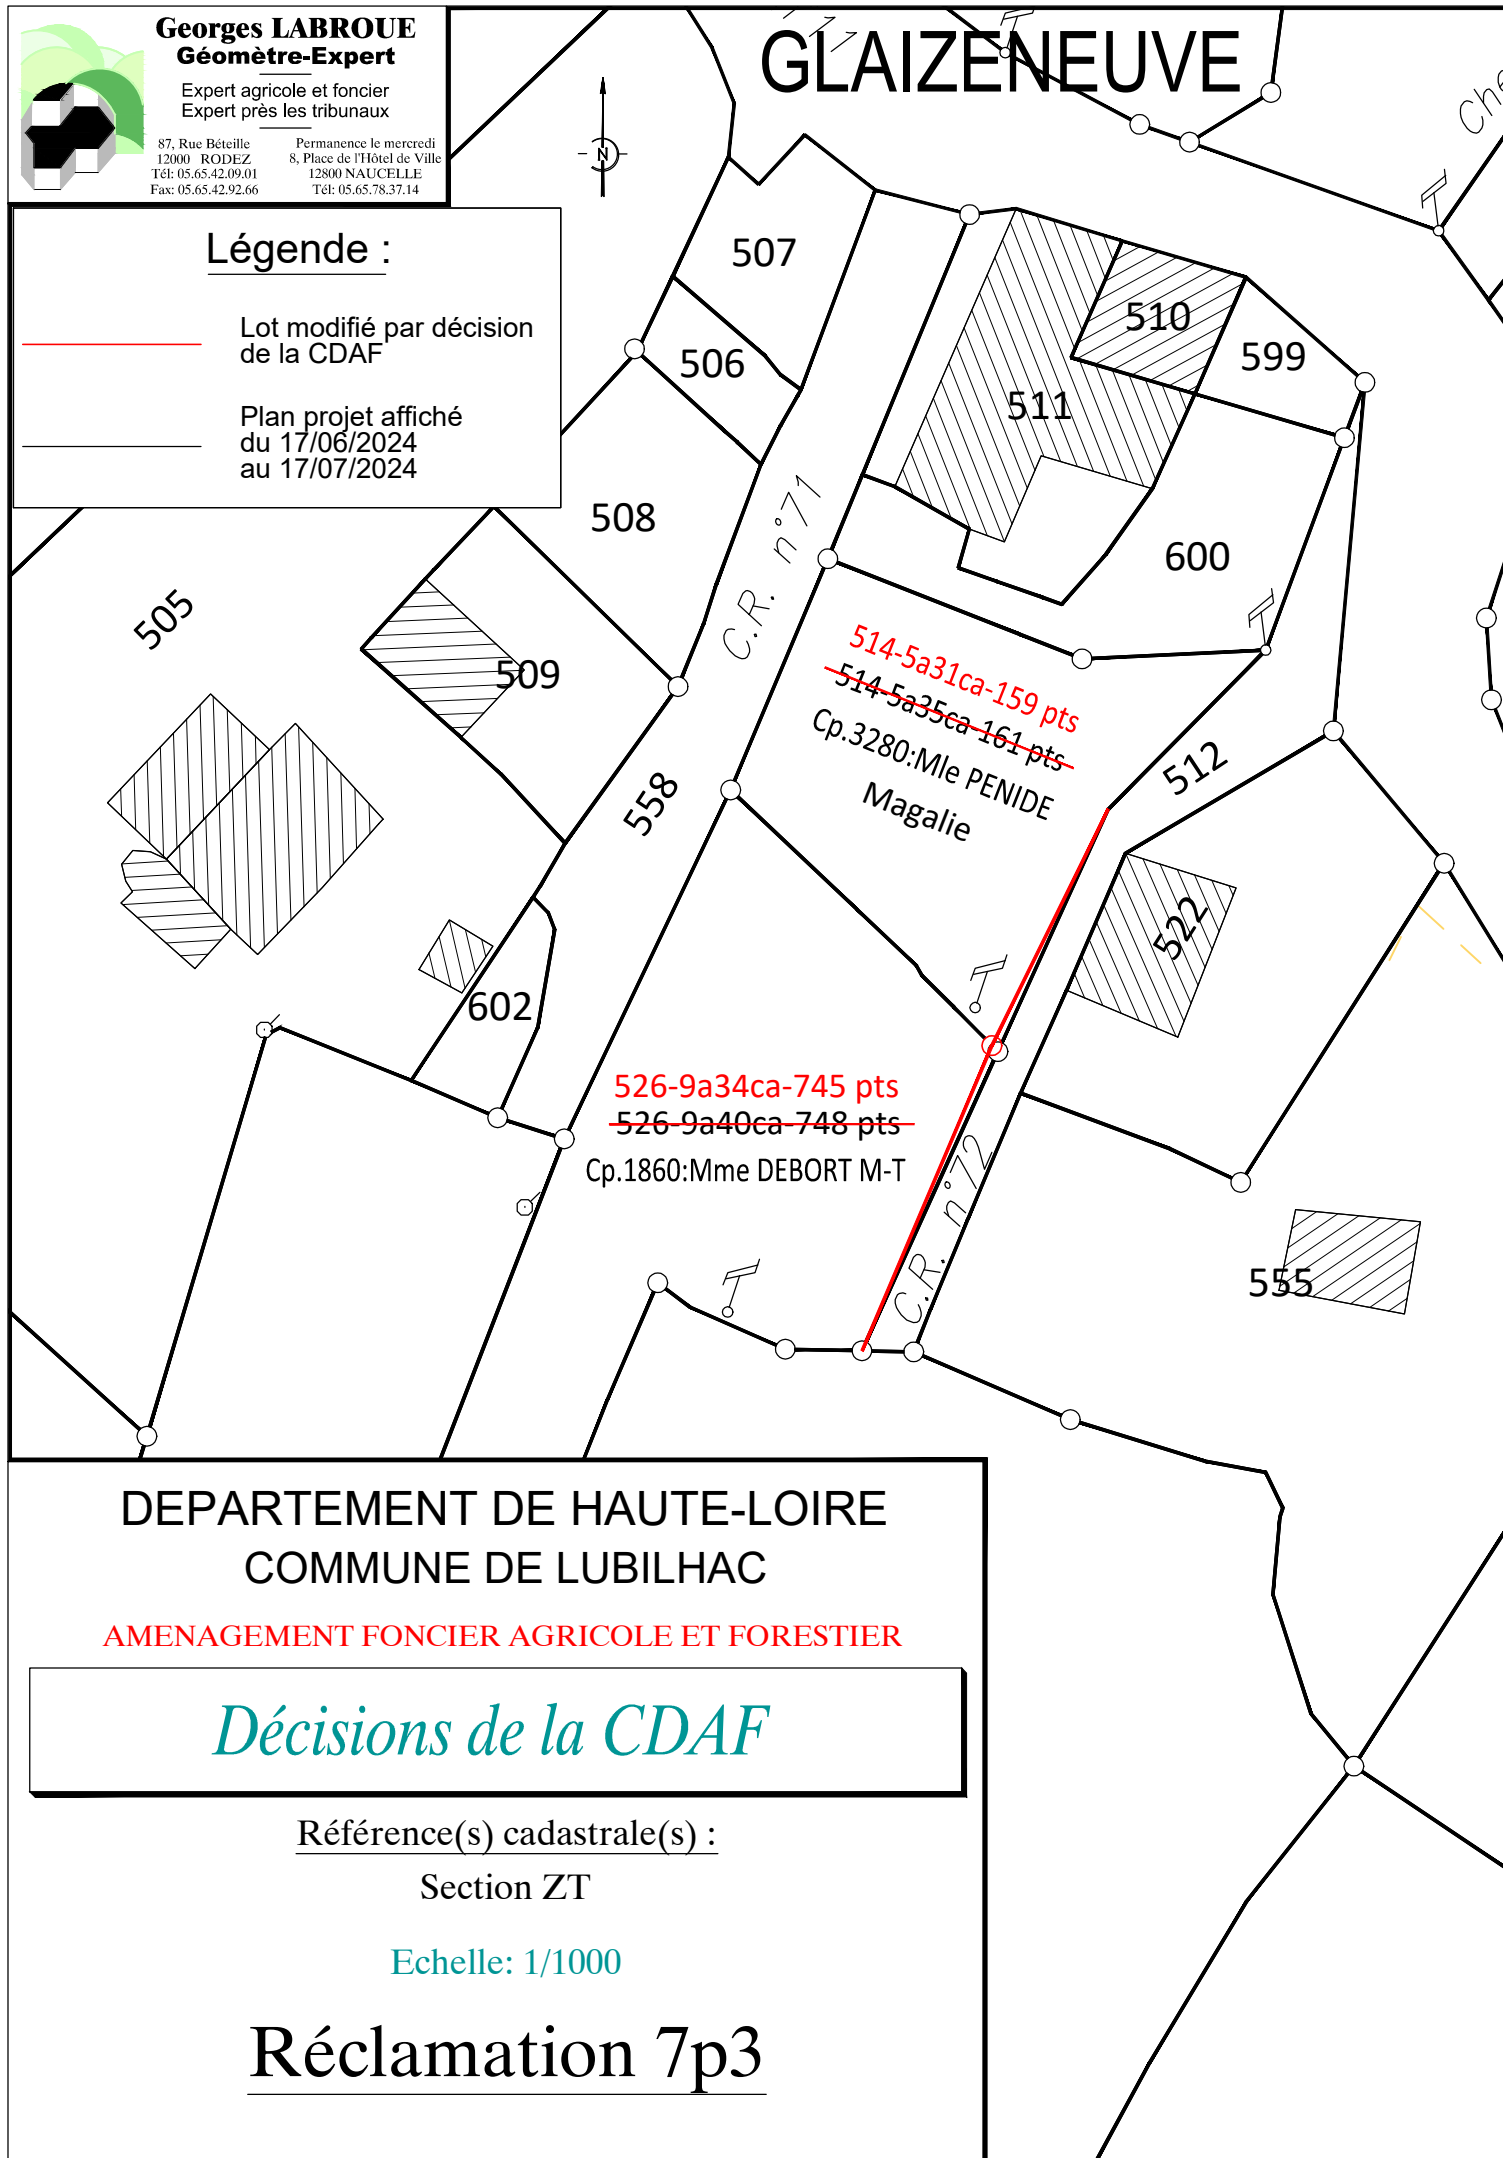 Georges LABROUE
Géomètre-Expert
Expert agricole et foncier
Expert près les tribunaux
87, Rue Béteille
12000 RODEZ
Tél: 05.65.42.09.01
Fax: 05.65.42.92.66
Permanence le mercredi
8, Place de l'Hôtel de Ville
12800 NAUCELLE
Tél: 05.65.78.37.14
GLAIZENEUVE
N
Légende :
Lot modifié par décision
de la CDAF
Plan projet affiché
du 17/06/2024
au 17/07/2024
507
506
510
599
511
508
C.R. n°71
600
505
509
514-5a31ca-159 pts
514-5a35ca-161 pts
Cp.3280:Mle PENIDE
Magalie
512
558
522
602
526-9a34ca-745 pts
526-9a40ca-748 pts
Cp.1860:Mme DEBORT M-T
C.R. n°72
555
DEPARTEMENT DE HAUTE-LOIRE
COMMUNE DE LUBILHAC
AMENAGEMENT FONCIER AGRICOLE ET FORESTIER
Décisions de la CDAF
Référence(s) cadastrale(s) :
Section ZT
Echelle: 1/1000
Réclamation 7p3